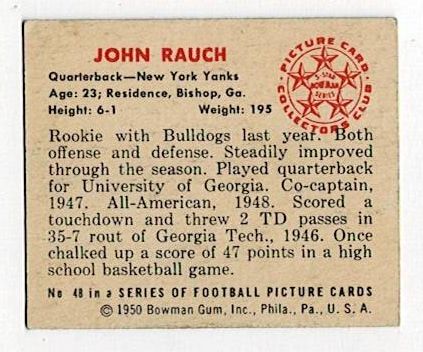 JOHN RAUCH
Quarterback—New York Yanks
Age: 23; Residence, Bishop, Ga.
Height: 6-1 Weight: 195
PICTURE CARD
COLLECTORS CLUB
5-STAR
BOWMAN
SERIES
Rookie with Bulldogs last year. Both
offense and defense. Steadily improved
through the season. Played quarterback
for University of Georgia. Co-captain,
1947. All-American, 1948. Scored a
touchdown and threw 2 TD passes in
35-7 rout of Georgia Tech., 1946. Once
chalked up a score of 47 points in a high
school basketball game.
No 48 in a SERIES OF FOOTBALL PICTURE CARDS
©1950 Bowman Gum, Inc., Phila., Pa., U. S. A.